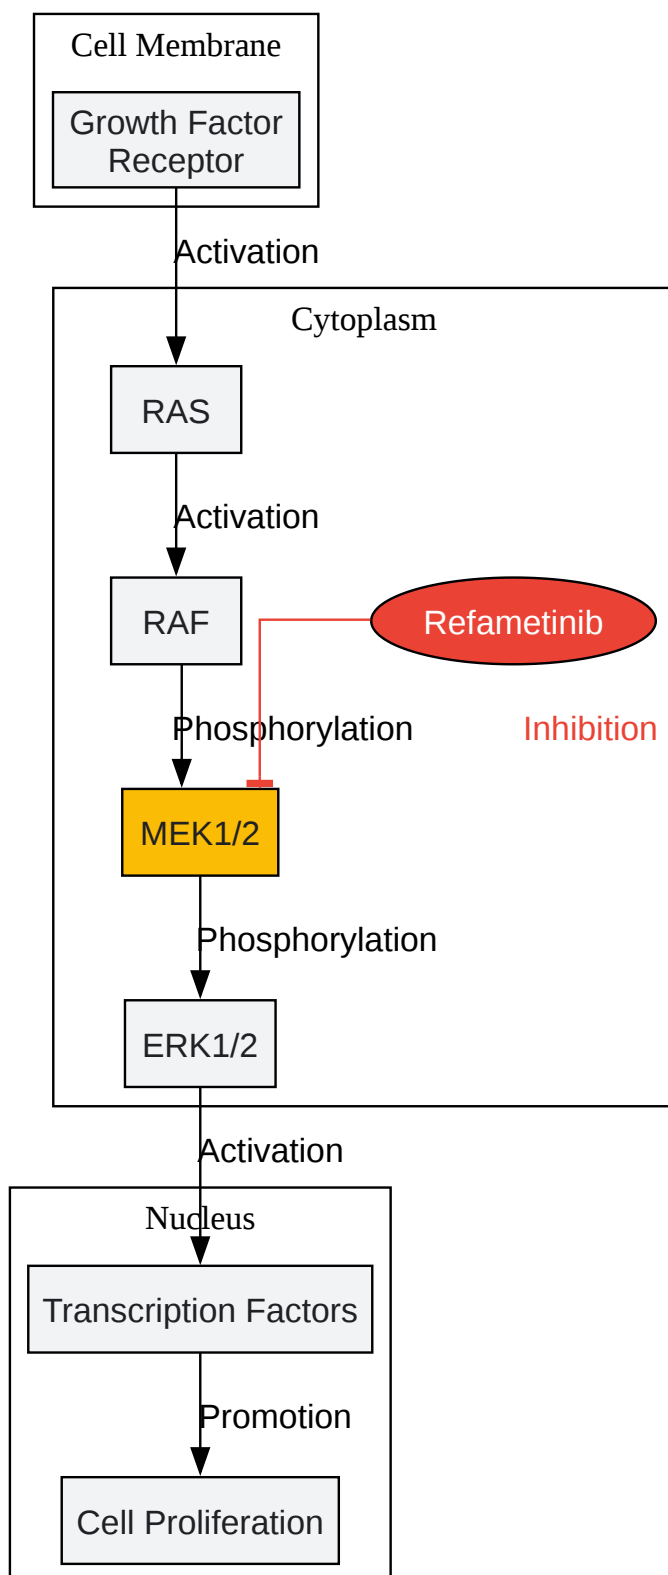 Cell Membrane
Growth Factor
Receptor
Activation
Cytoplasm
RAS
Activation
RAF
Refametinib
Phosphorylation
Inhibition
MEK1/2
Phosphorylation
ERK1/2
Activation
Nucleus
Transcription Factors
Promotion
Cell Proliferation